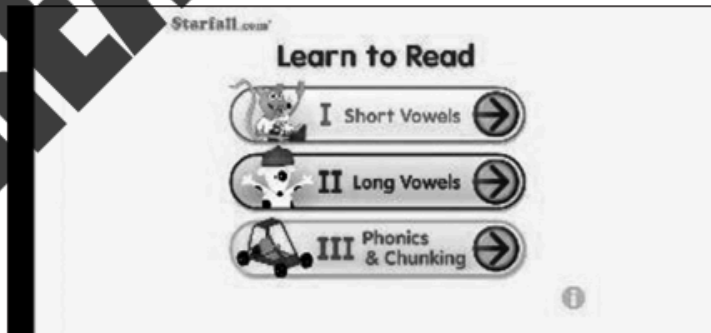 Starfall.com
Learn to Read
I Short Vowels
II Long Vowels
III Phonics
& Chunking